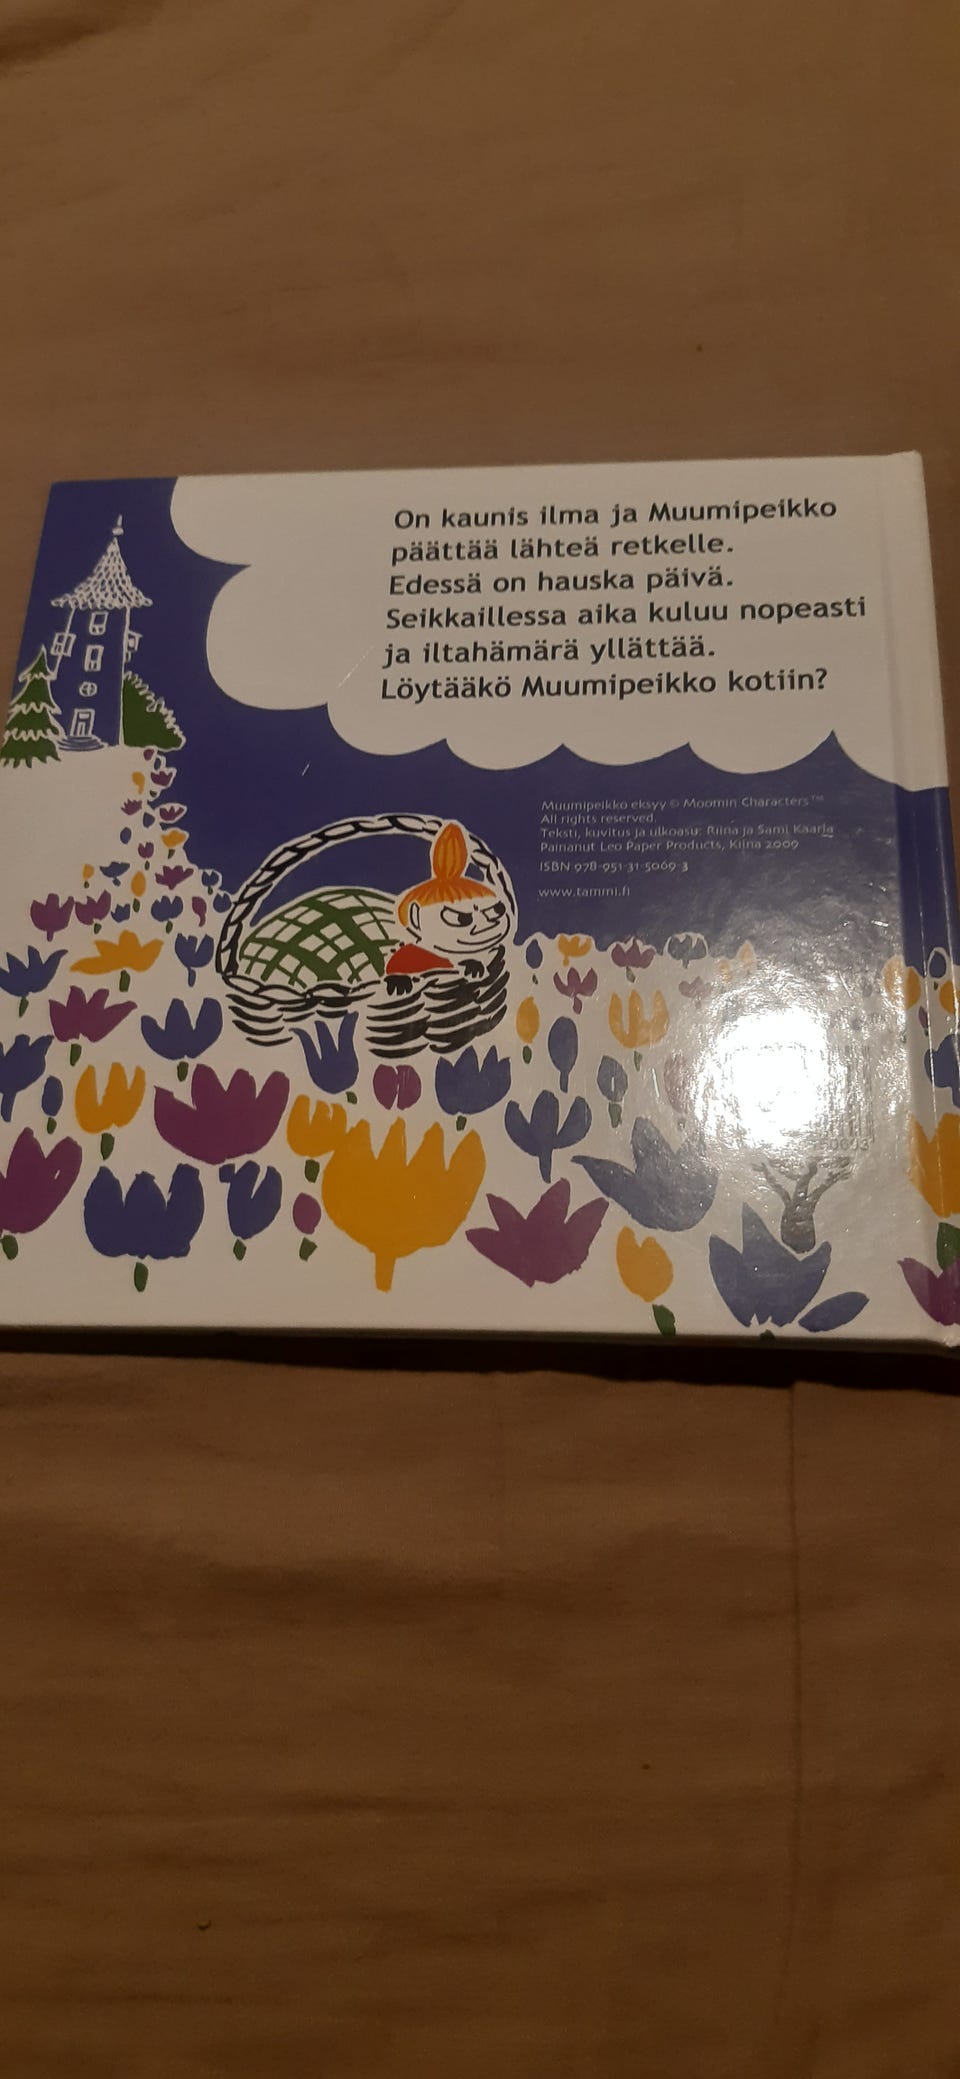 On kaunis ilma ja Muumipeikko
päättää lähteä retkelle.
Edessä on hauska päivä.
Seikkaillessa aika kuluu nopeasti
ja iltahämärä yllättää.
Löytääkö Muumipeikko kotiin?
Muumipeikko eksyy © Moomin Characters™
All rights reserved.
Teksti, kuvitus ja ulkoasu: Riina ja Sami Kaarla
Painanut Leo Paper Products, Kiina 2009
ISBN 978-951-31-5069-3
www.tammi.fi